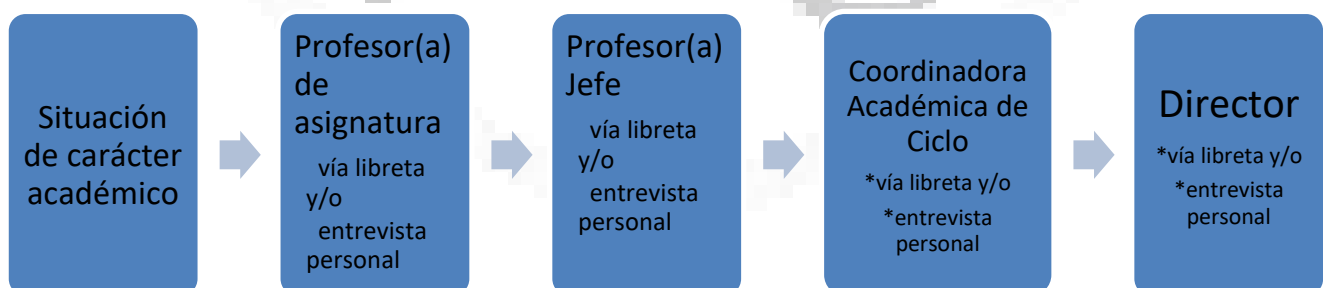 Situación
de carácter
académico
Profesor(a)
de
asignatura
vía libreta
y/o
entrevista
personal
Profesor(a)
Jefe
vía libreta
y/o
entrevista
personal
Coordinadora
Académica de
Ciclo
*vía libreta y/o
*entrevista
personal
Director
*vía libreta y/o
*entrevista
personal